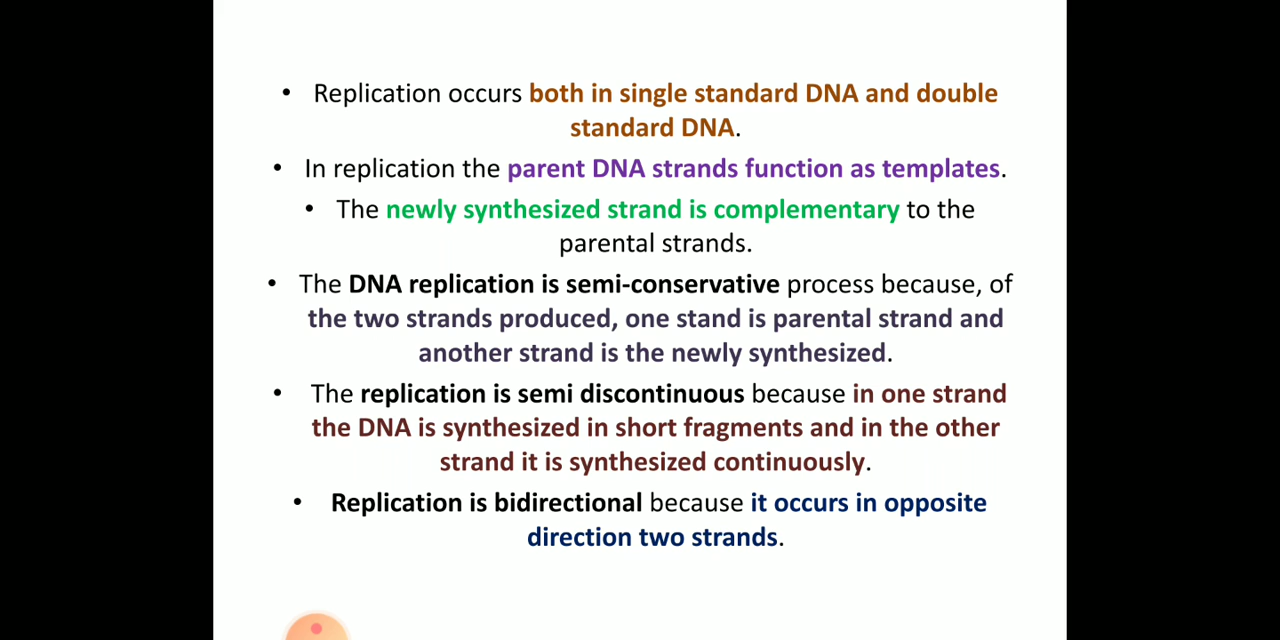 • Replication occurs both in single standard DNA and double
standard DNA.
• In replication the parent DNA strands function as templates.
• The newly synthesized strand is complementary to the
parental strands.
• The DNA replication is semi-conservative process because, of
the two strands produced, one stand is parental strand and
another strand is the newly synthesized.
• The replication is semi discontinuous because in one strand
the DNA is synthesized in short fragments and in the other
strand it is synthesized continuously.
• Replication is bidirectional because it occurs in opposite
direction two strands.